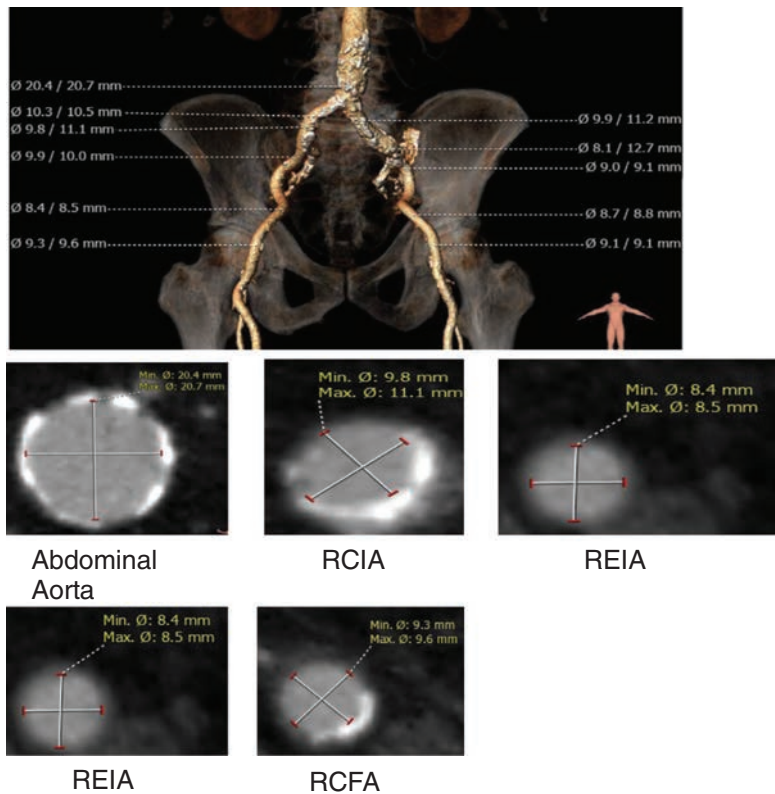 Ø 20.4 / 20.7 mm
Ø 10.3 / 10.5 mm
Ø 9.8 / 11.1 mm
Ø 9.9 / 10.0 mm
Ø 8.4 / 8.5 mm
Ø 9.3 / 9.6 mm
Ø 9.9 / 11.2 mm
Ø 8.1 / 12.7 mm
Ø 9.0 / 9.1 mm
Ø 8.7 / 8.8 mm
Ø 9.1 / 9.1 mm
Min. Ø: 20.4 mm
Max. Ø: 20.7 mm
Abdominal
Aorta
Min. Ø: 9.8 mm
Max. Ø: 11.1 mm
RCIA
Min. Ø: 8.4 mm
Max. Ø: 8.5 mm
REIA
Min. Ø: 8.4 mm
Max. Ø: 8.5 mm
REIA
Min. Ø: 9.3 mm
Max. Ø: 9.6 mm
RCFA